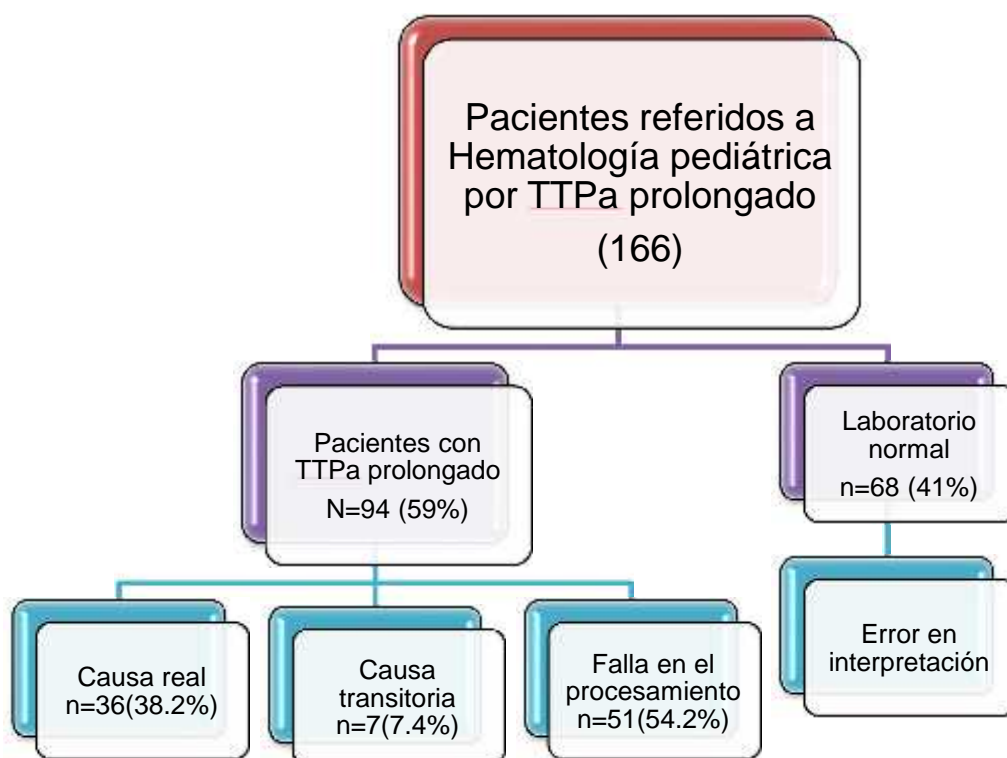 Pacientes referidos a
Hematología pediátrica
por TTPa prolongado
(166)
Pacientes con
TTPa prolongado
N=94 (59%)
Laboratorio
normal
n=68 (41%)
Causa real
n=36(38.2%)
Causa
transitoria
n=7(7.4%)
Falla en el
procesamiento
n=51(54.2%)
Error en
interpretación